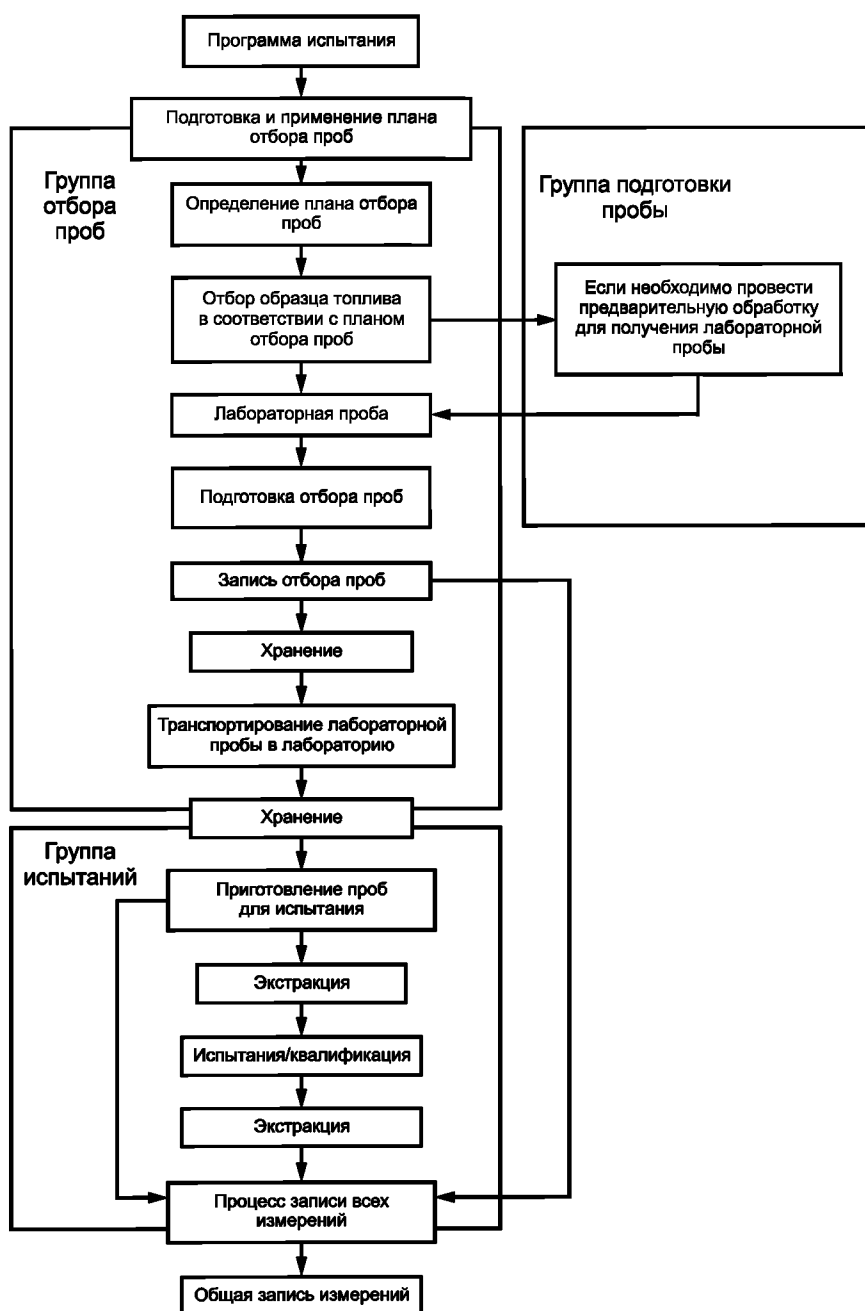 Программа испытания
Подготовка и применение плана
отбора проб
Группа
отбора
проб
Определение плана отбора
проб
Отбор образца топлива
в соответствии с планом
отбора проб
Группа подготовки
пробы
Если необходимо провести
предварительную обработку
для получения лабораторной
пробы
Лабораторная проба
Подготовка отбора проб
Запись отбора проб
Хранение
Транспортирование лабораторной
пробы в лабораторию
Хранение
Группа
испытаний
Приготовление проб
для испытания
Экстракция
Испытания/квалификация
Экстракция
Процесс записи всех
измерений
Общая запись измерений